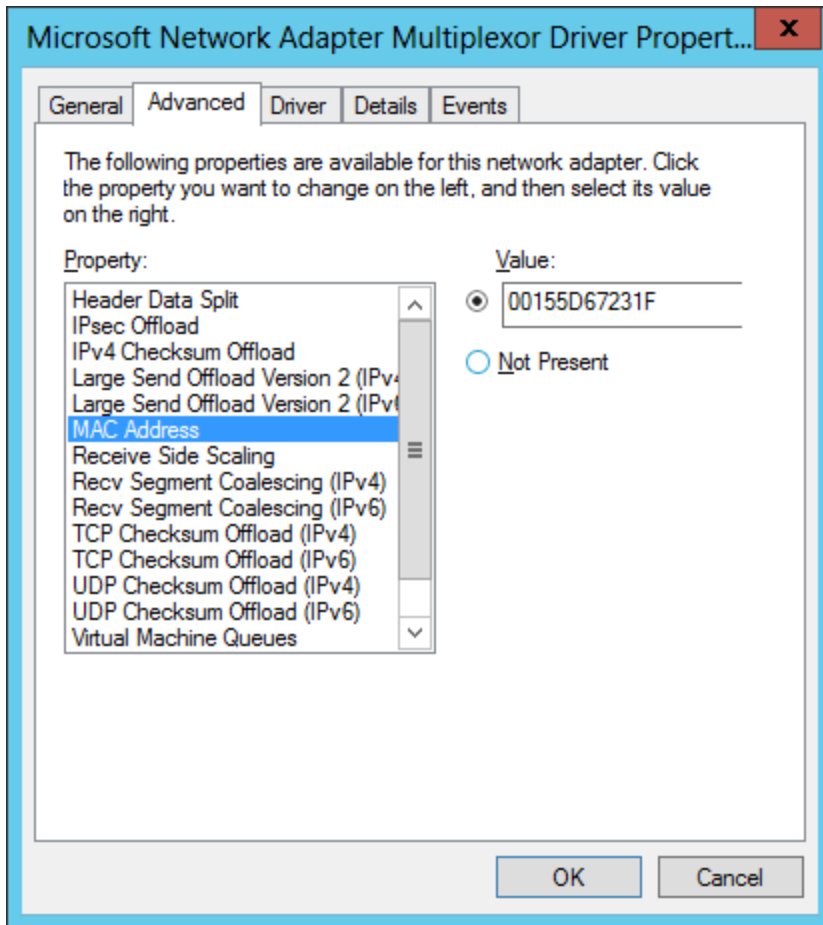 Microsoft Network Adapter Multiplexor Driver Propert...
x
General
Advanced
Driver
Details
Events
The following properties are available for this network adapter. Click
the property you want to change on the left, and then select its value
on the right.
Property:
Value:
Header Data Split
IPsec Offload
IPv4 Checksum Offload
Large Send Offload Version 2 (IPv4
Large Send Offload Version 2 (IPv6
MAC Address
Receive Side Scaling
Recv Segment Coalescing (IPv4)
Recv Segment Coalescing (IPv6)
TCP Checksum Offload (IPv4)
TCP Checksum Offload (IPv6)
UDP Checksum Offload (IPv4)
UDP Checksum Offload (IPv6)
Virtual Machine Queues
00155D67231F
Not Present
OK
Cancel